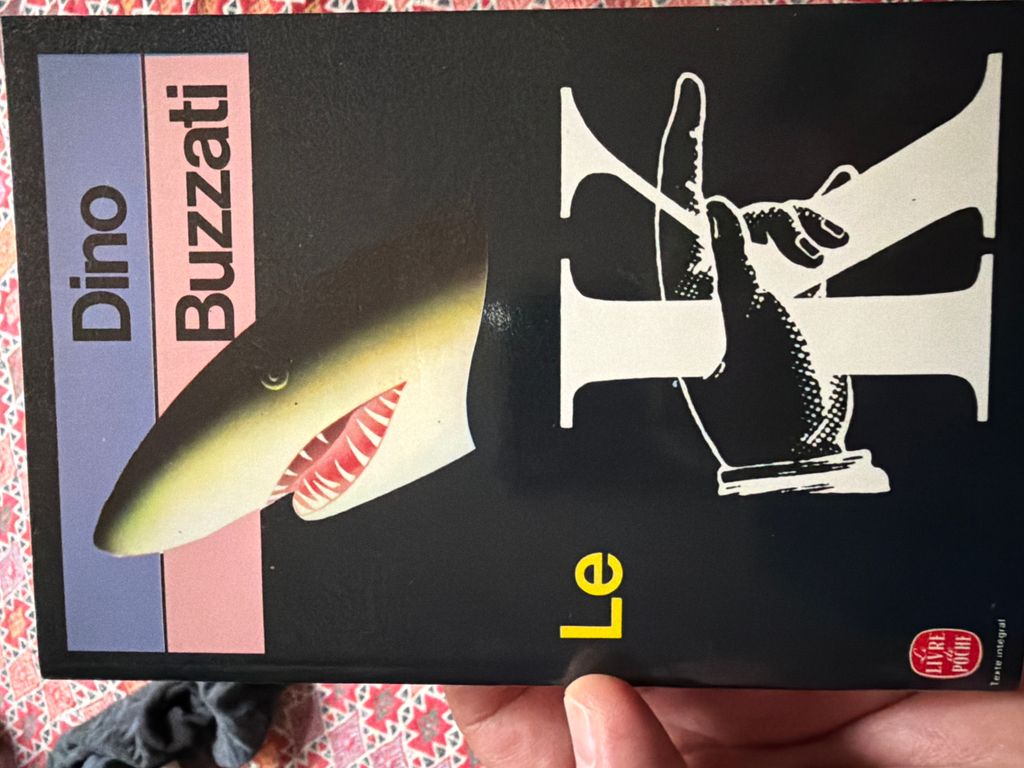 Dino
Buzzati
Le K
Le
LIVRE
de
POCHE
Texte intégral